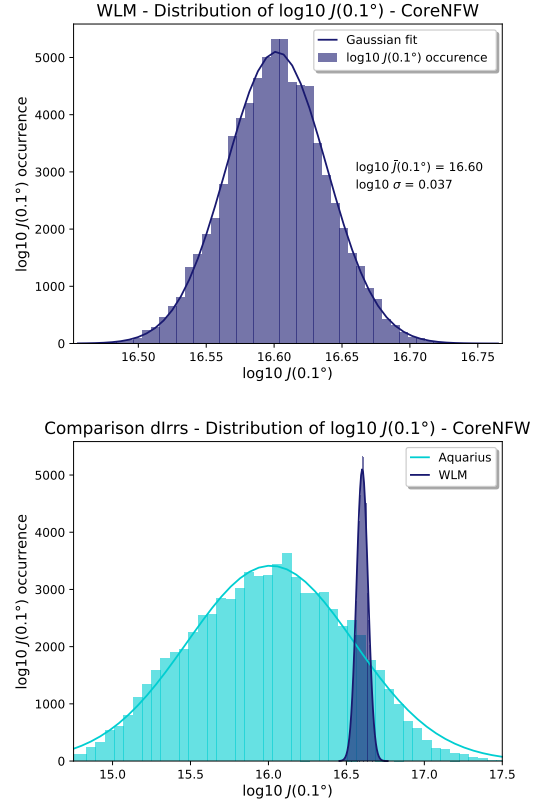 WLM - Distribution of log10 J(0.1°) - CoreNFW
Gaussian fit
log10 J(0.1°) occurence
log10 J̄(0.1°) = 16.60
log10 σ = 0.037
log10 J(0.1°) occurrence
5000
4000
3000
2000
1000
0
16.50 16.55 16.60 16.65 16.70 16.75
log10 J(0.1°)
Comparison dIrrs - Distribution of log10 J(0.1°) - CoreNFW
Aquarius
WLM
log10 J(0.1°) occurrence
5000
4000
3000
2000
1000
0
15.0 15.5 16.0 16.5 17.0 17.5
log10 J(0.1°)